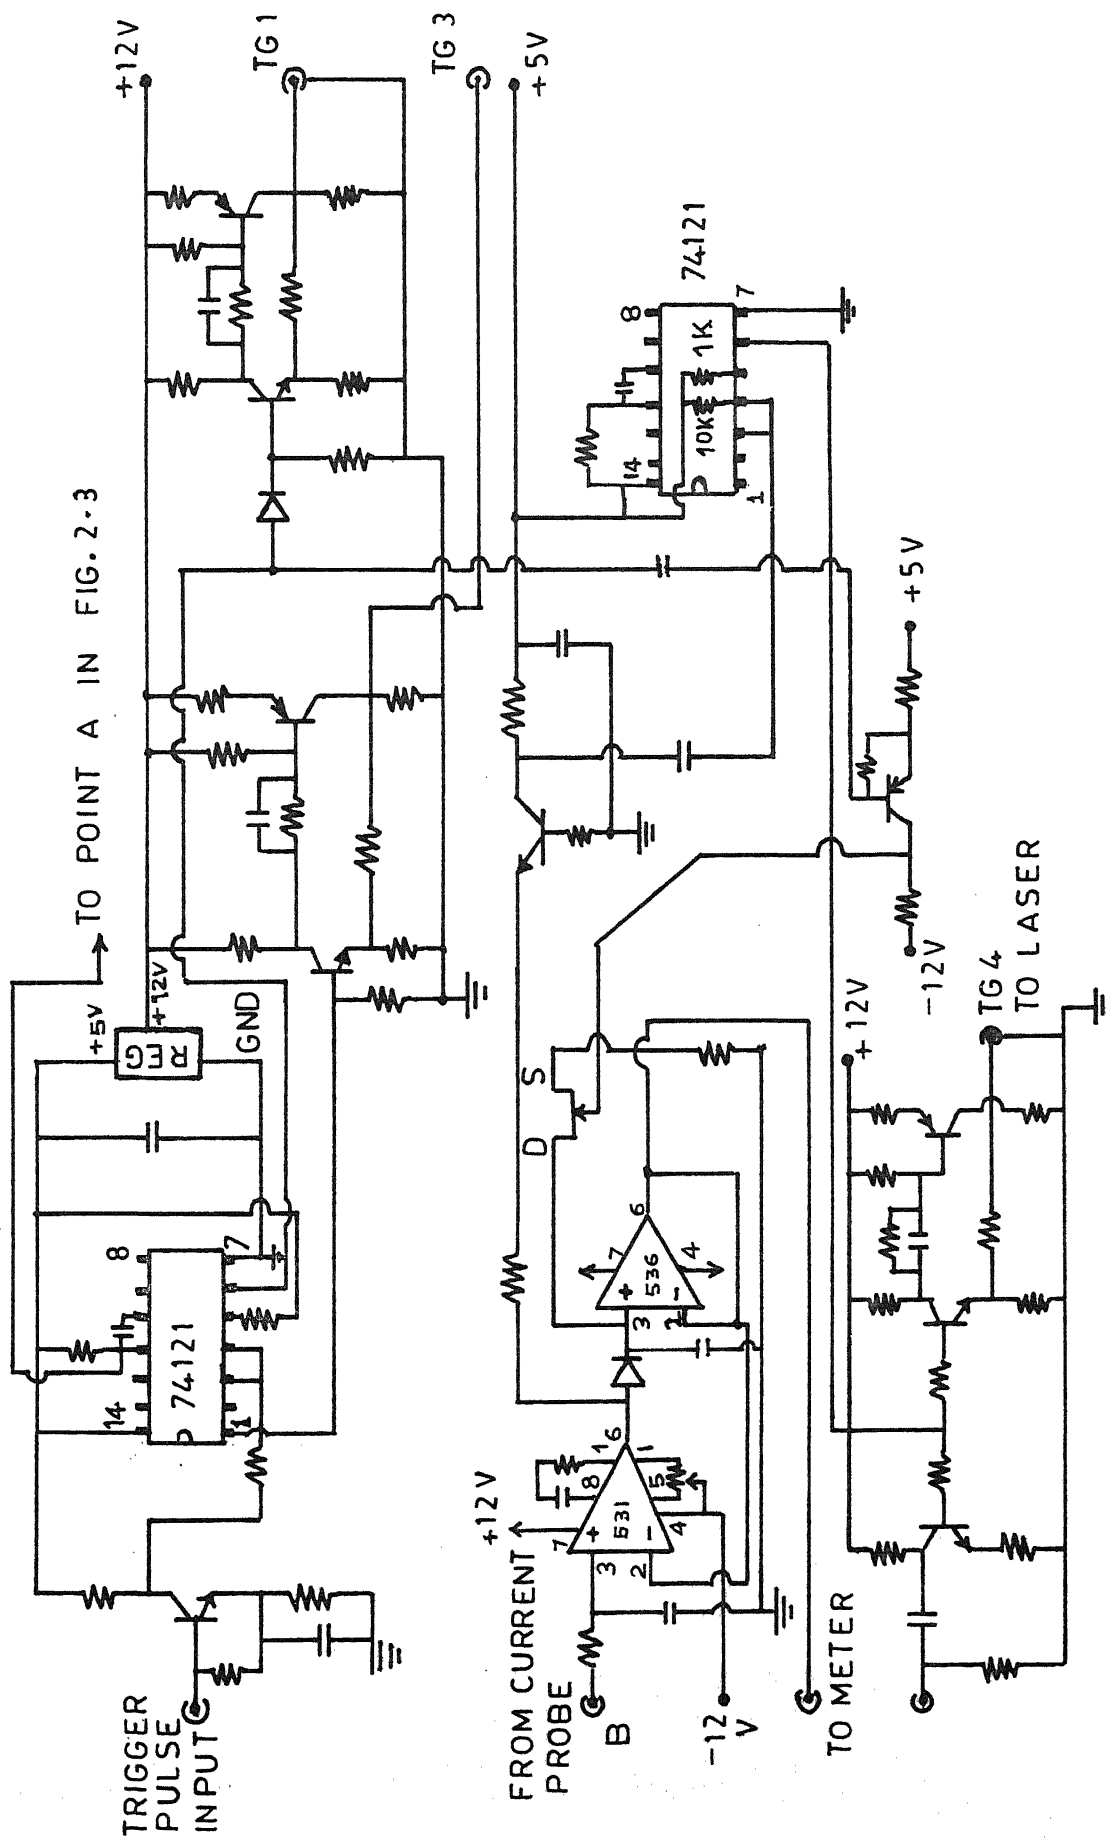 TRIGGER
PULSE
INPUT
14
8
74121
1
7
+5V
REG
+12V
GND
TO POINT A IN FIG. 2.3
+12V
TG 1
TG 3
+5V
FROM CURRENT
PROBE
B
+12V
7
3
2
+
531
-
8
1
6
1
5
4
-12
V
D
S
3
2
+
536
-
7
6
4
14
8
10K
1K
74121
1
7
+5V
-12V
TO METER
+12V
TG 4
TO LASER